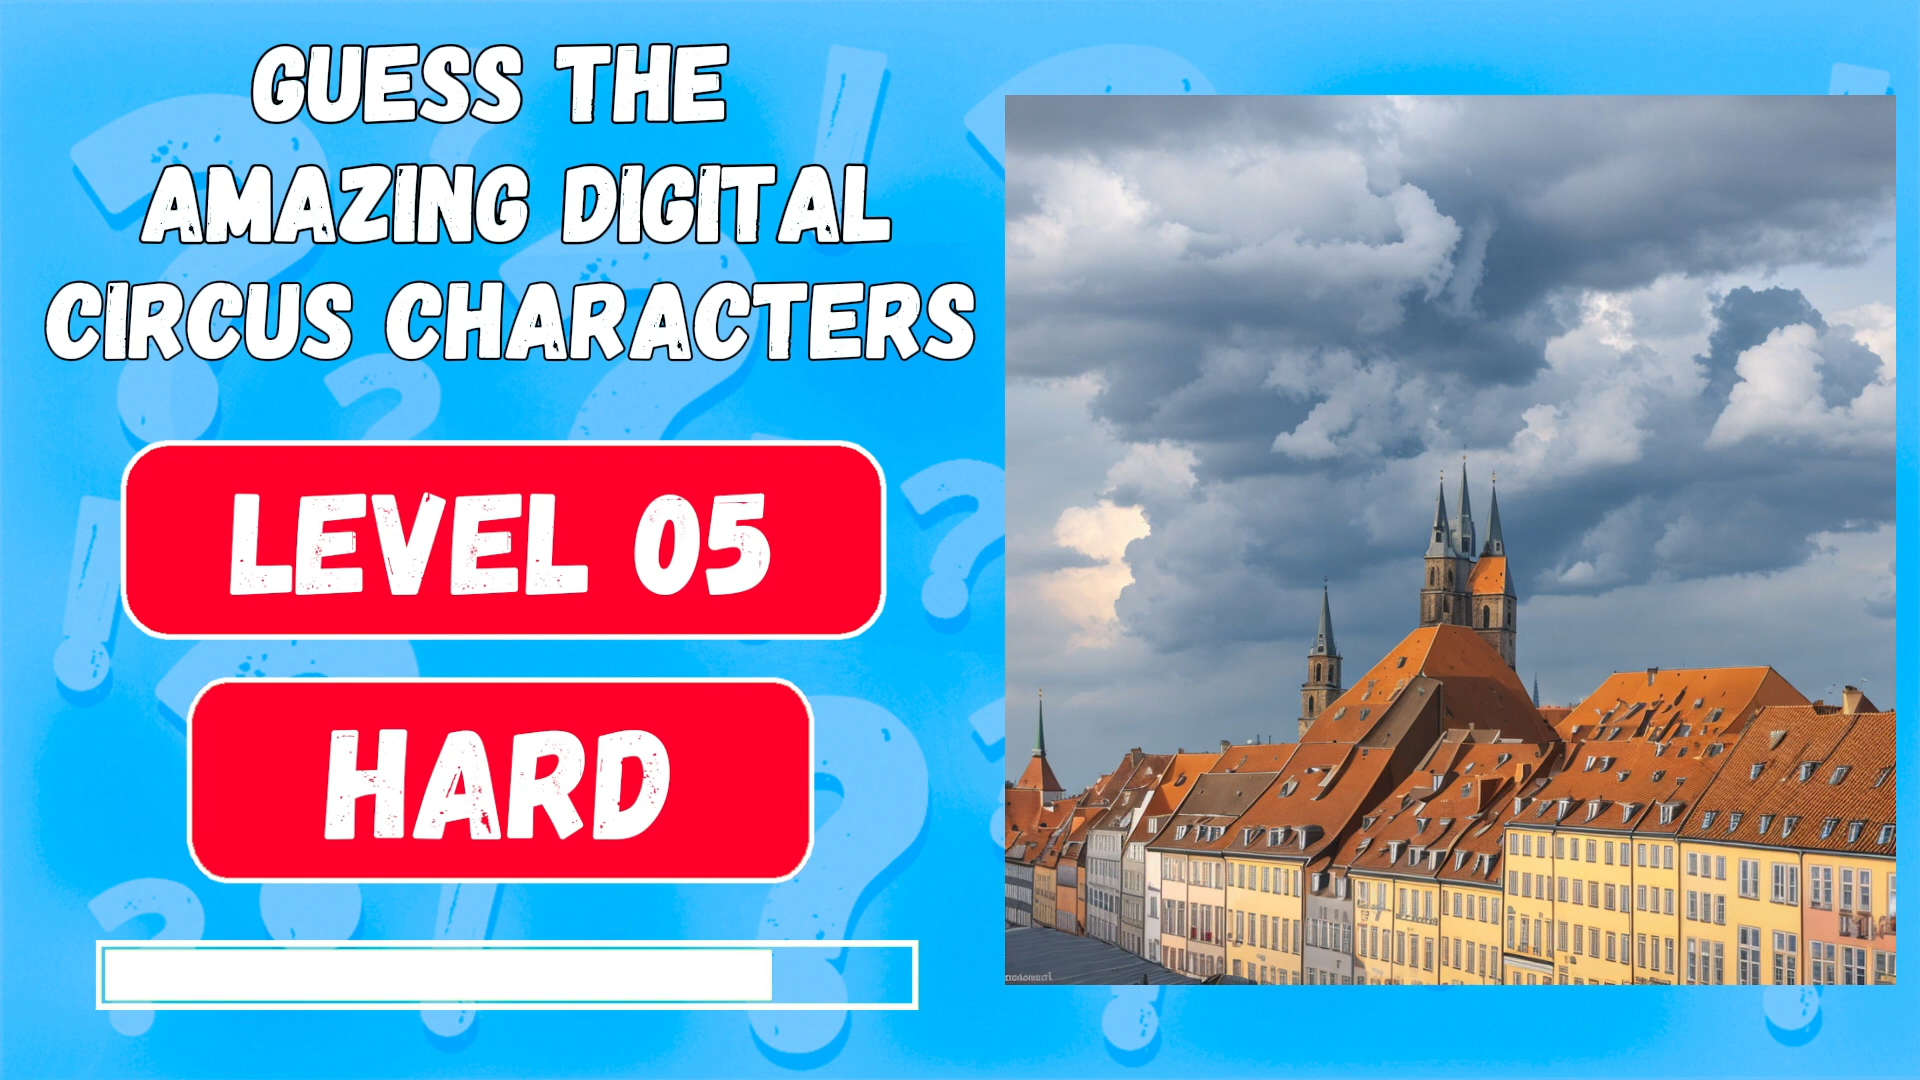 GUESS THE
AMAZING DIGITAL
CIRCUS CHARACTERS
LEVEL 05
HARD